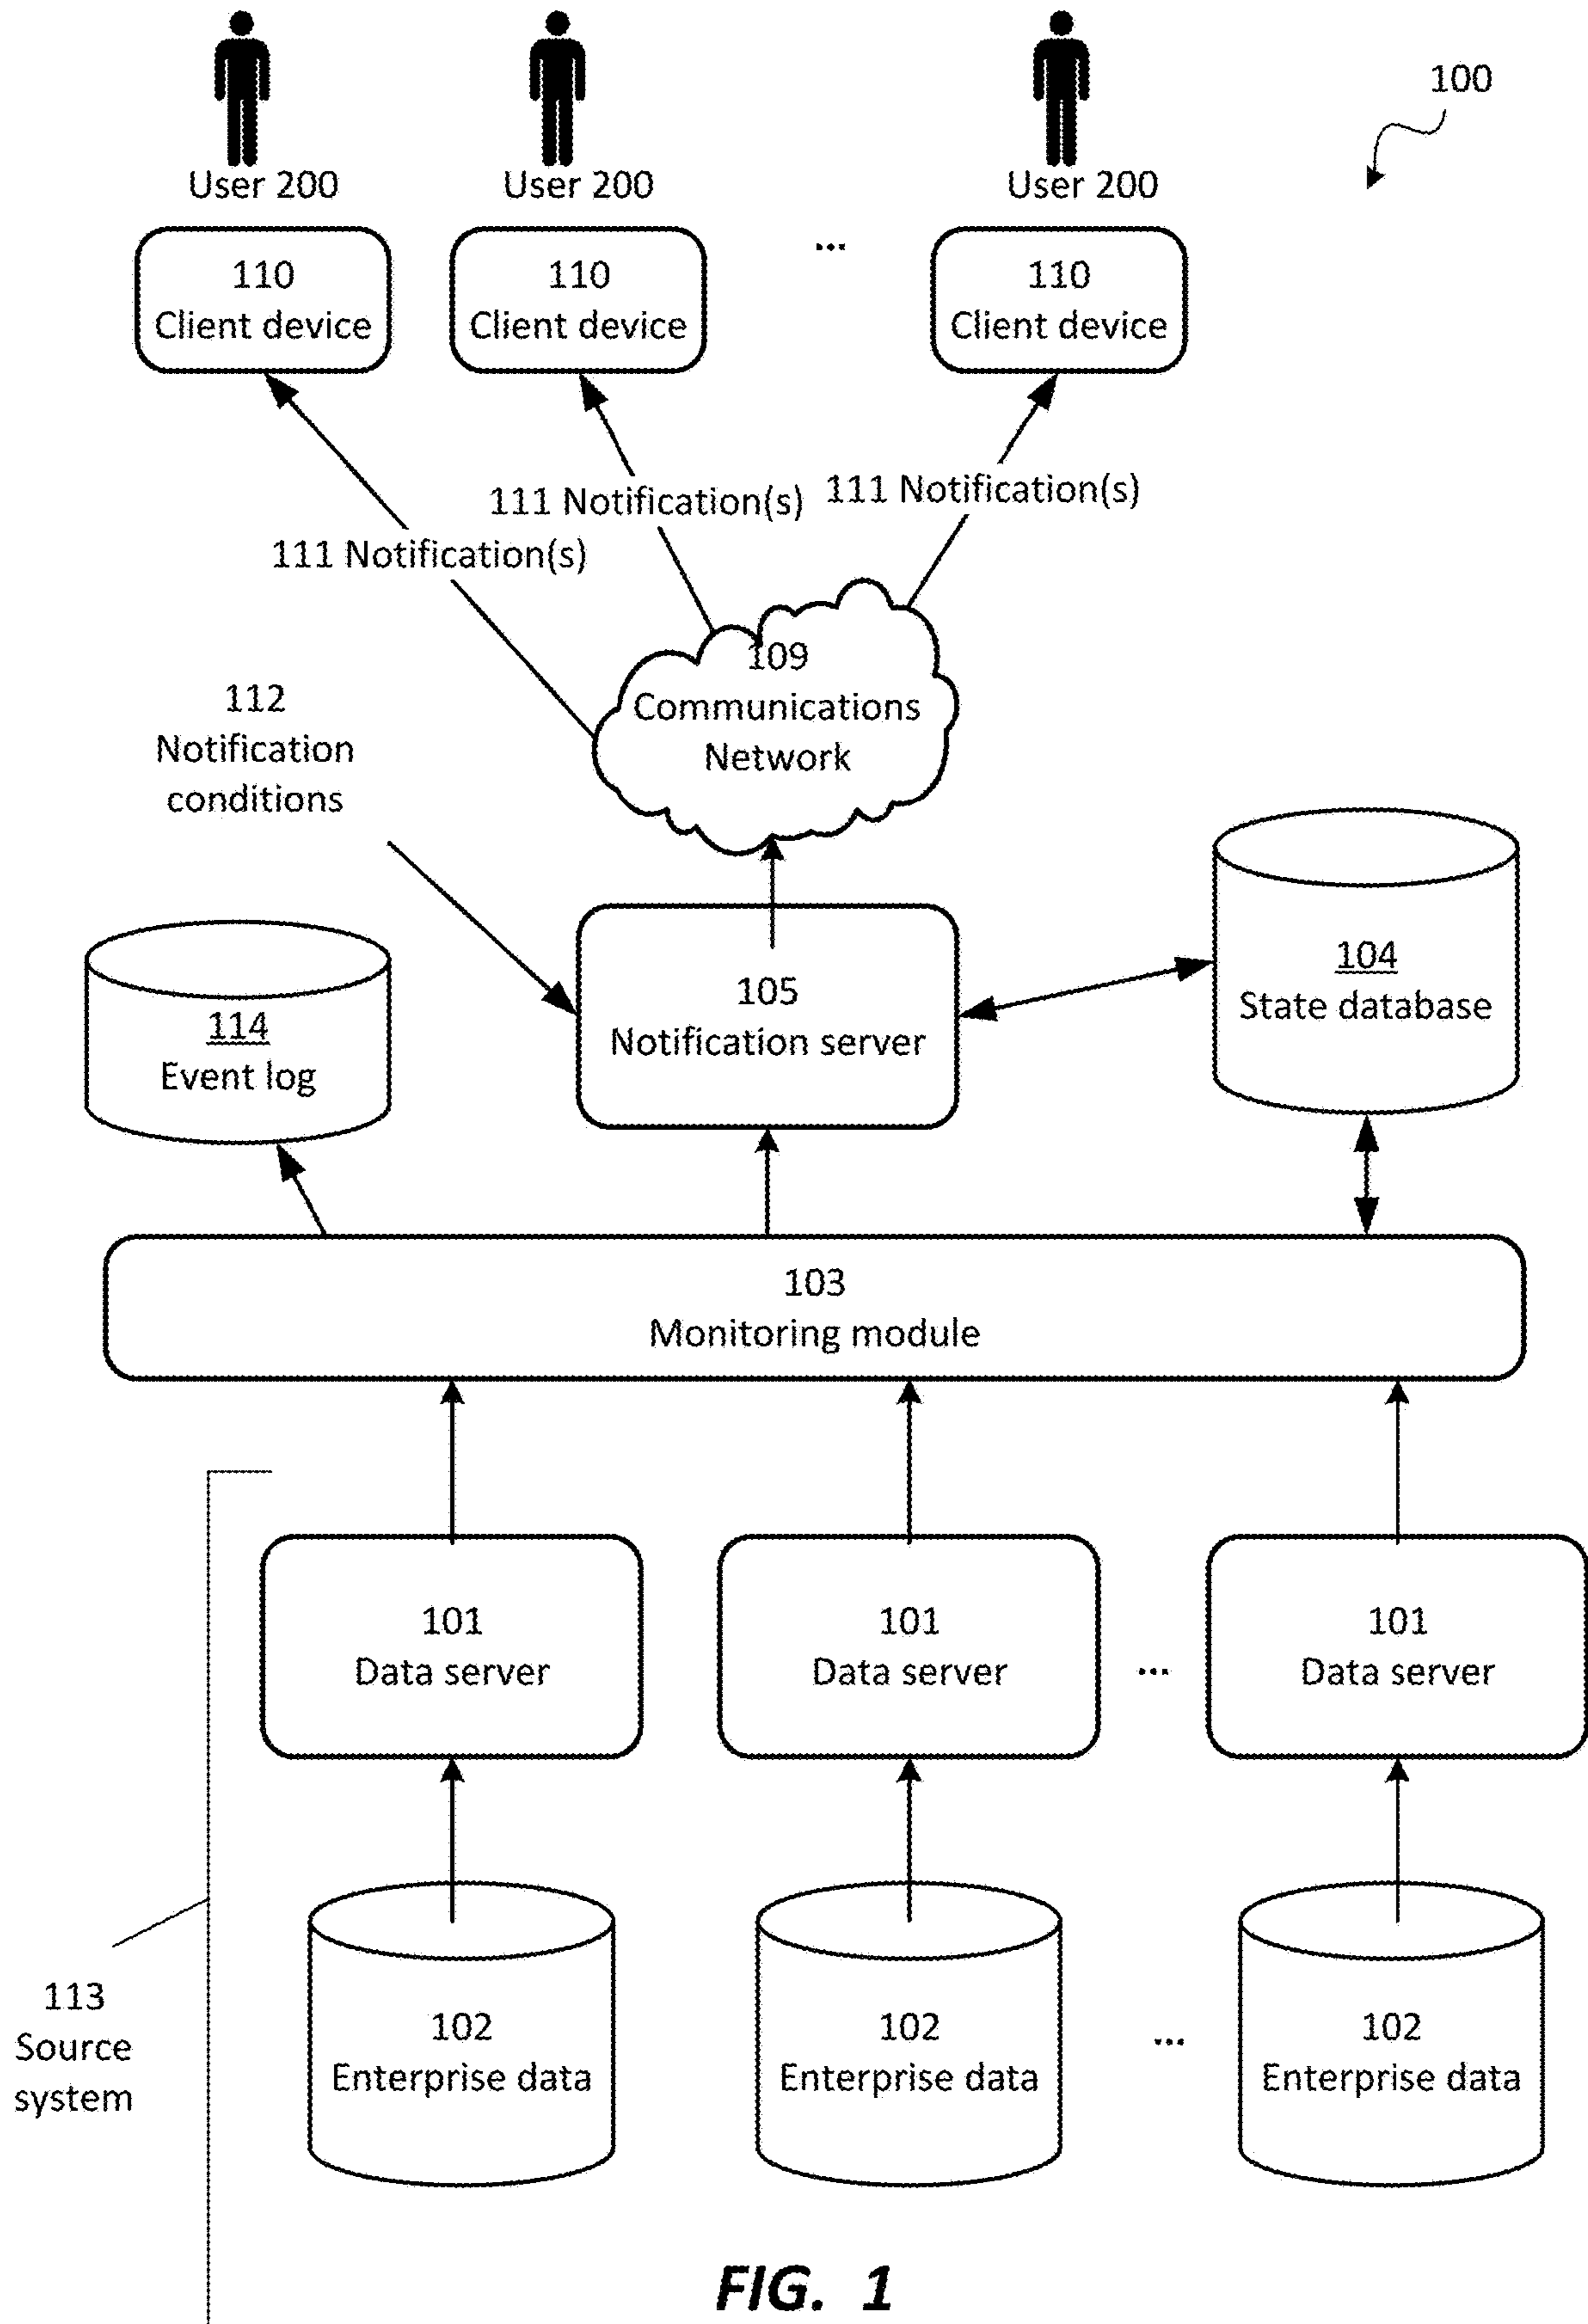 100
User 200
User 200
User 200
110
Client device
110
Client device
...
110
Client device
111 Notification(s)
111 Notification(s)
111 Notification(s)
109
Communications
Network
112
Notification
conditions
104
State database
105
Notification server
114
Event log
103
Monitoring module
101
Data server
101
Data server
...
101
Data server
113
Source
system
102
Enterprise data
102
Enterprise data
...
102
Enterprise data
FIG. 1